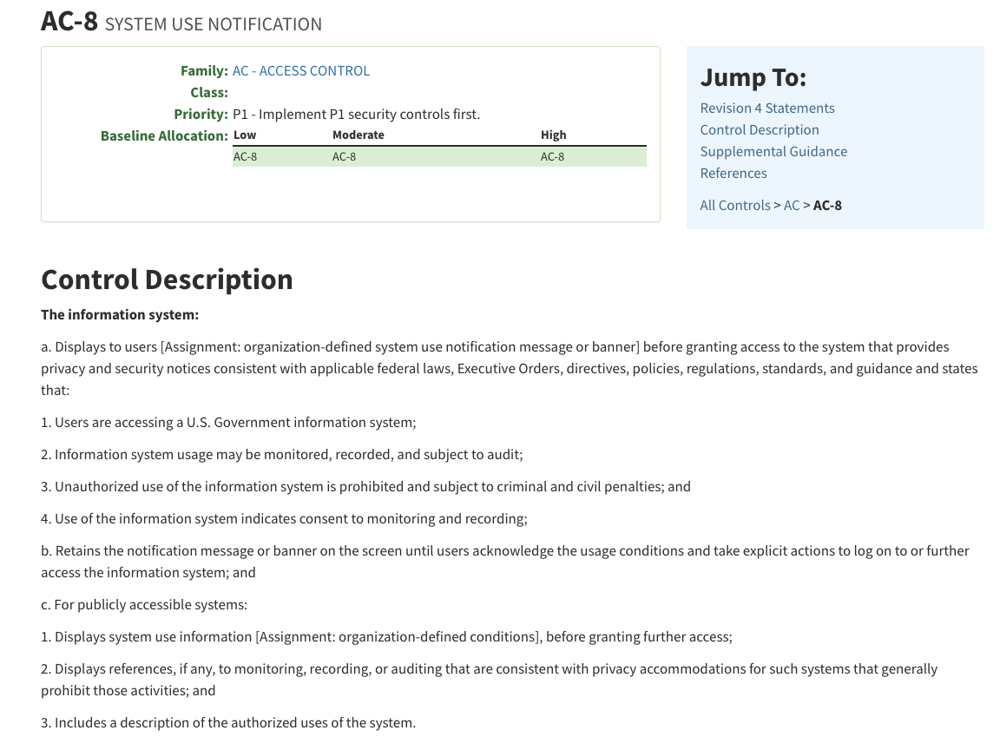 AC-8 SYSTEM USE NOTIFICATION
Family: AC - ACCESS CONTROL
Class:
Priority: P1 - Implement P1 security controls first.
Baseline Allocation: Low Moderate High
AC-8 AC-8 AC-8
Jump To:
Revision 4 Statements
Control Description
Supplemental Guidance
References
All Controls > AC > AC-8
Control Description
The information system:
a. Displays to users [Assignment: organization-defined system use notification message or banner] before granting access to the system that provides
privacy and security notices consistent with applicable federal laws, Executive Orders, directives, policies, regulations, standards, and guidance and states
that:
1. Users are accessing a U.S. Government information system;
2. Information system usage may be monitored, recorded, and subject to audit;
3. Unauthorized use of the information system is prohibited and subject to criminal and civil penalties; and
4. Use of the information system indicates consent to monitoring and recording;
b. Retains the notification message or banner on the screen until users acknowledge the usage conditions and take explicit actions to log on to or further
access the information system; and
c. For publicly accessible systems:
1. Displays system use information [Assignment: organization-defined conditions], before granting further access;
2. Displays references, if any, to monitoring, recording, or auditing that are consistent with privacy accommodations for such systems that generally
prohibit those activities; and
3. Includes a description of the authorized uses of the system.